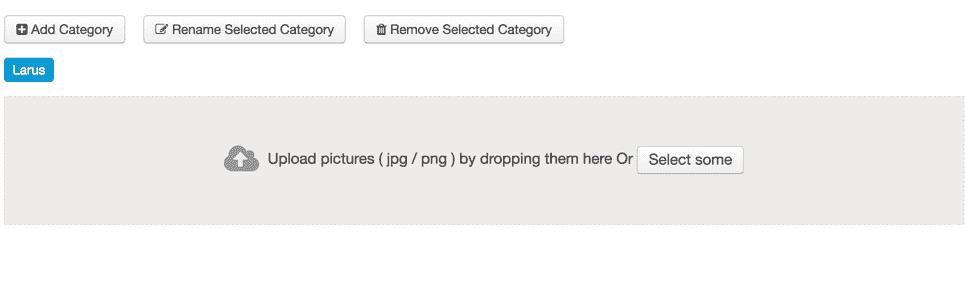 Add Category Rename Selected Category Remove Selected Category
Larus
Upload pictures ( jpg / png ) by dropping them here Or Select some